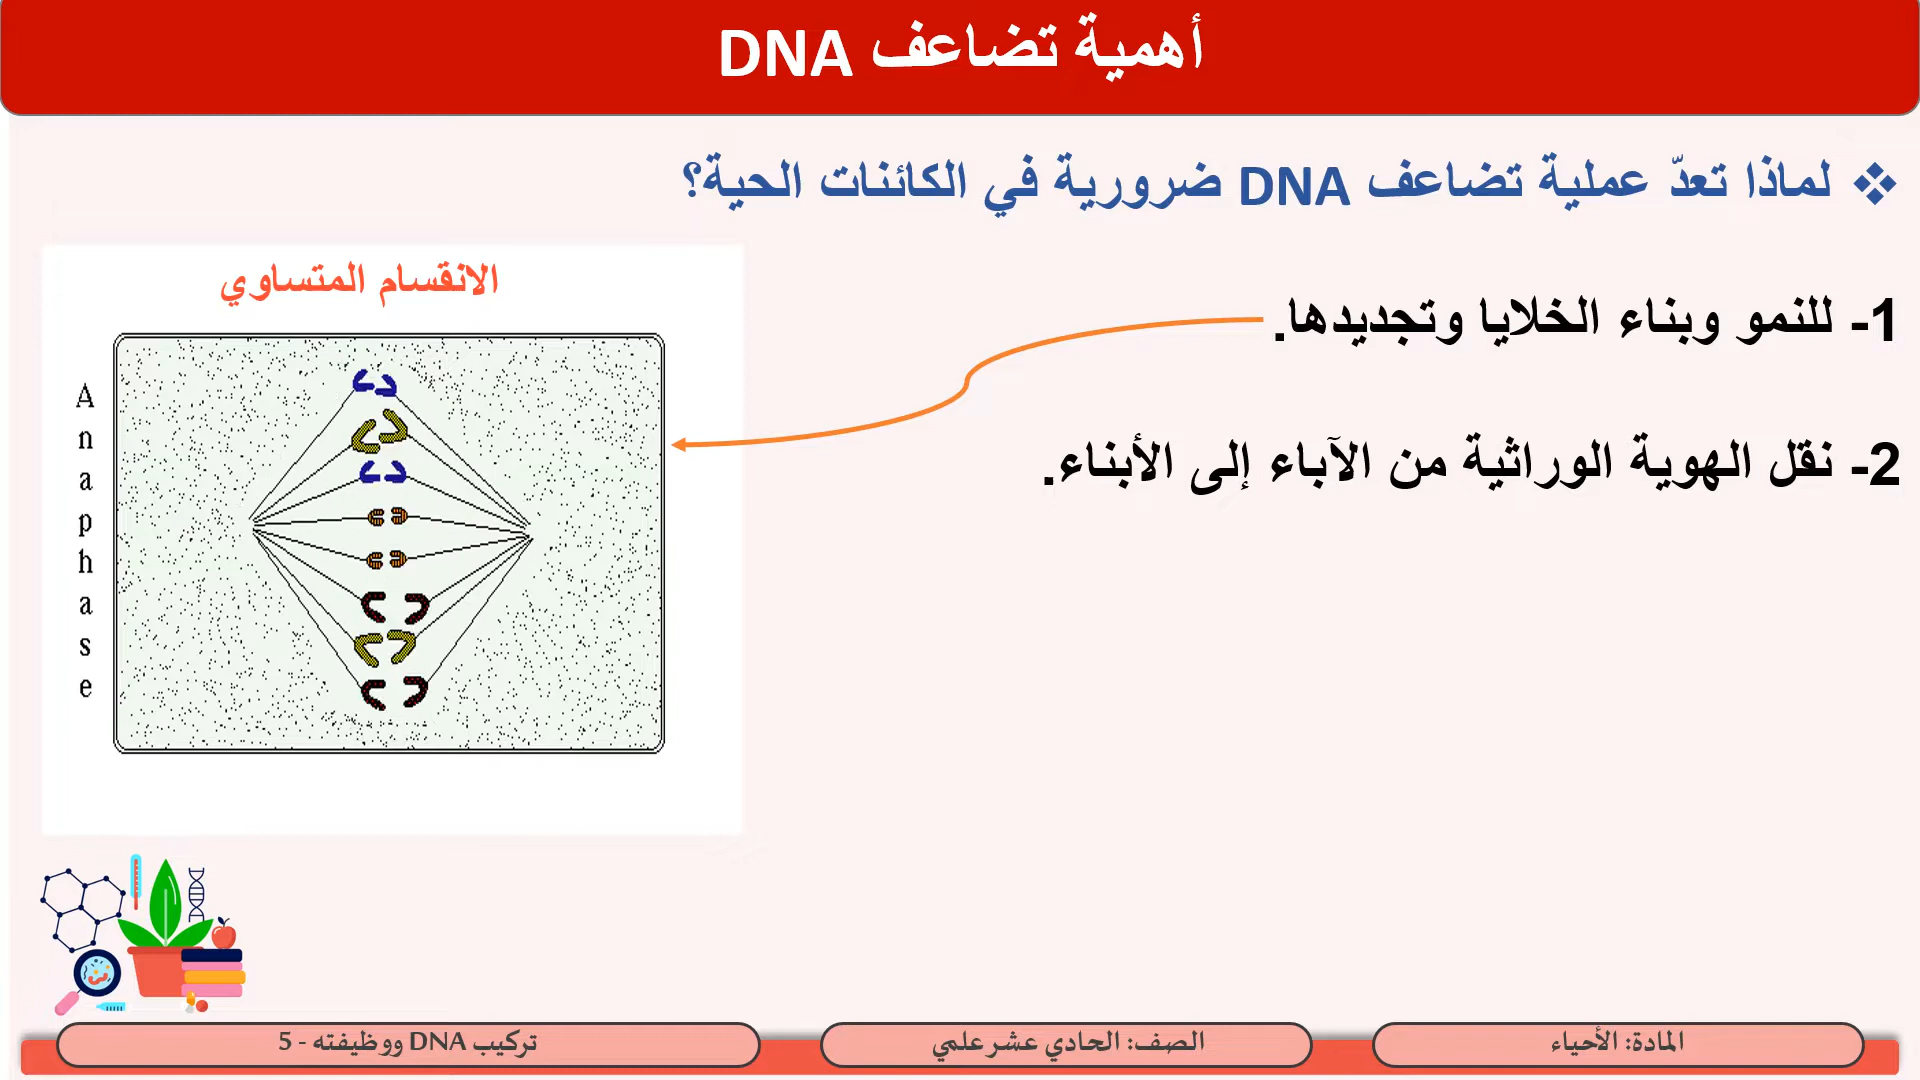 أهمية تضاعف DNA
❖ لماذا تعدّ عملية تضاعف DNA ضرورية في الكائنات الحية؟
1- للنمو وبناء الخلايا وتجديدها.
2- نقل الهوية الوراثية من الآباء إلى الأبناء.
الانقسام المتساوي
Anaphase
المادة: الأحياء
الصف: الحادي عشر علمي
تركيب DNA ووظيفته - 5